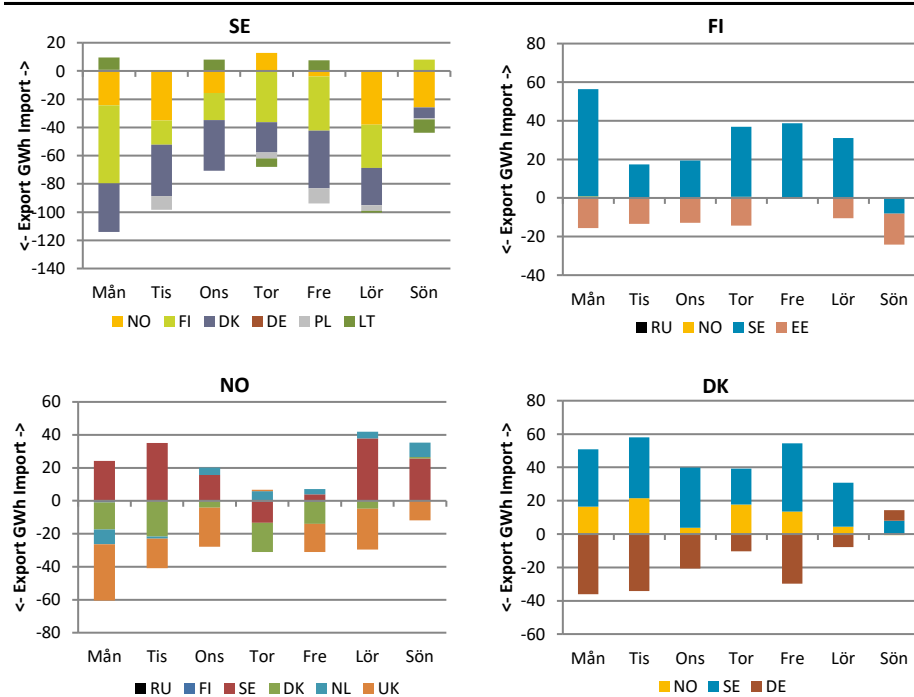 SE
<- Export GWh Import ->
20
0
-20
-40
-60
-80
-100
-120
-140
Mån Tis Ons Tor Fre Lör Sön
NO FI DK DE PL LT
FI
<- Export GWh Import ->
80
60
40
20
0
-20
-40
Mån Tis Ons Tor Fre Lör Sön
RU NO SE EE
NO
<- Export GWh Import ->
60
40
20
0
-20
-40
-60
-80
Mån Tis Ons Tor Fre Lör Sön
RU FI SE DK NL UK
DK
<- Export GWh Import ->
80
60
40
20
0
-20
-40
-60
Mån Tis Ons Tor Fre Lör Sön
NO SE DE